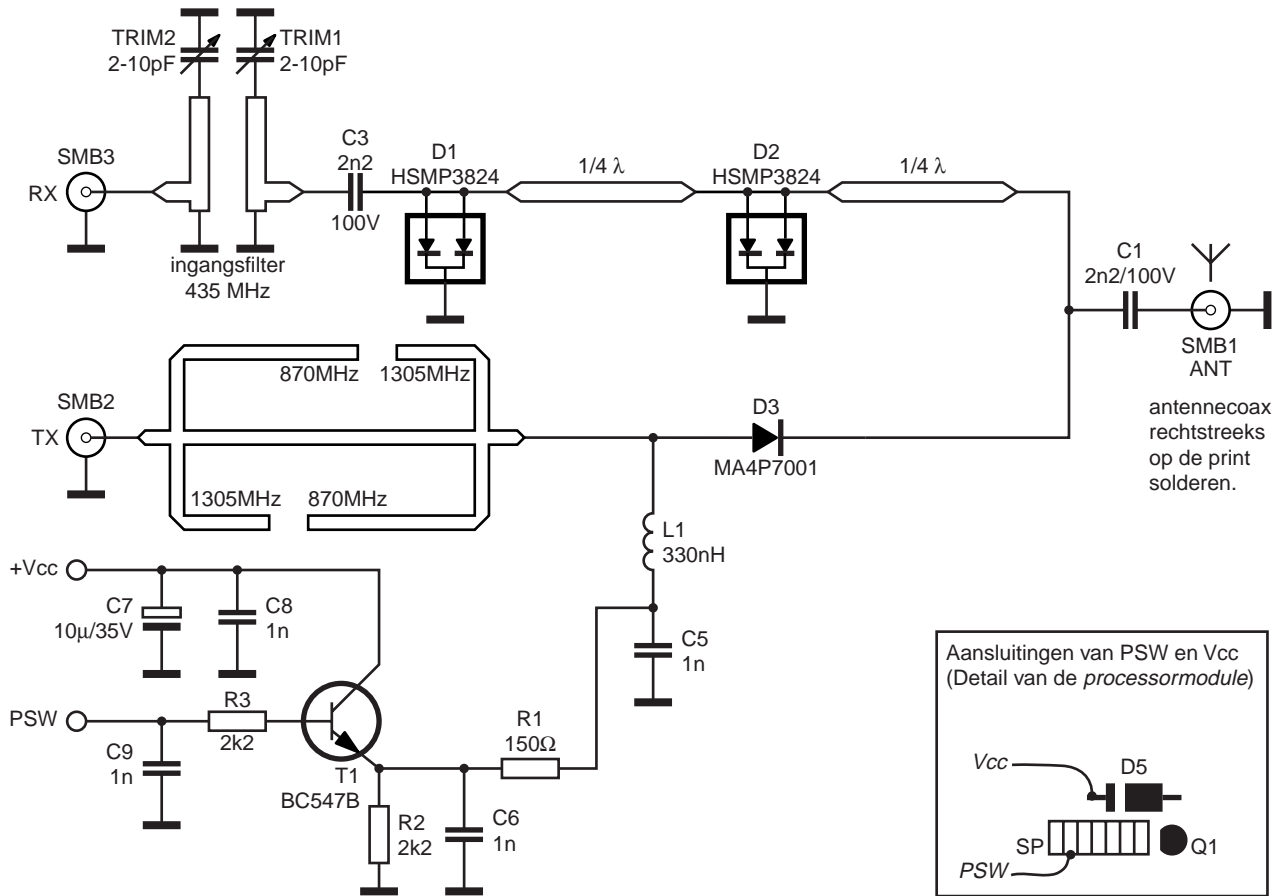 TRIM2
2-10pF
TRIM1
2-10pF
SMB3
RX
ingangsfilter
435 MHz
C3
2n2
100V
D1
HSMP3824
1/4 λ
D2
HSMP3824
1/4 λ
C1
2n2/100V
SMB1
ANT
antennecoax
rechtstreeks
op de print
solderen.
870MHz
1305MHz
SMB2
TX
1305MHz
870MHz
D3
MA4P7001
L1
330nH
+Vcc
C7
10µ/35V
C8
1n
C5
1n
PSW
R3
2k2
C9
1n
T1
BC547B
R1
150Ω
R2
2k2
C6
1n
Aansluitingen van PSW en Vcc
(Detail van de processormodule)
Vcc
D5
SP
Q1
PSW